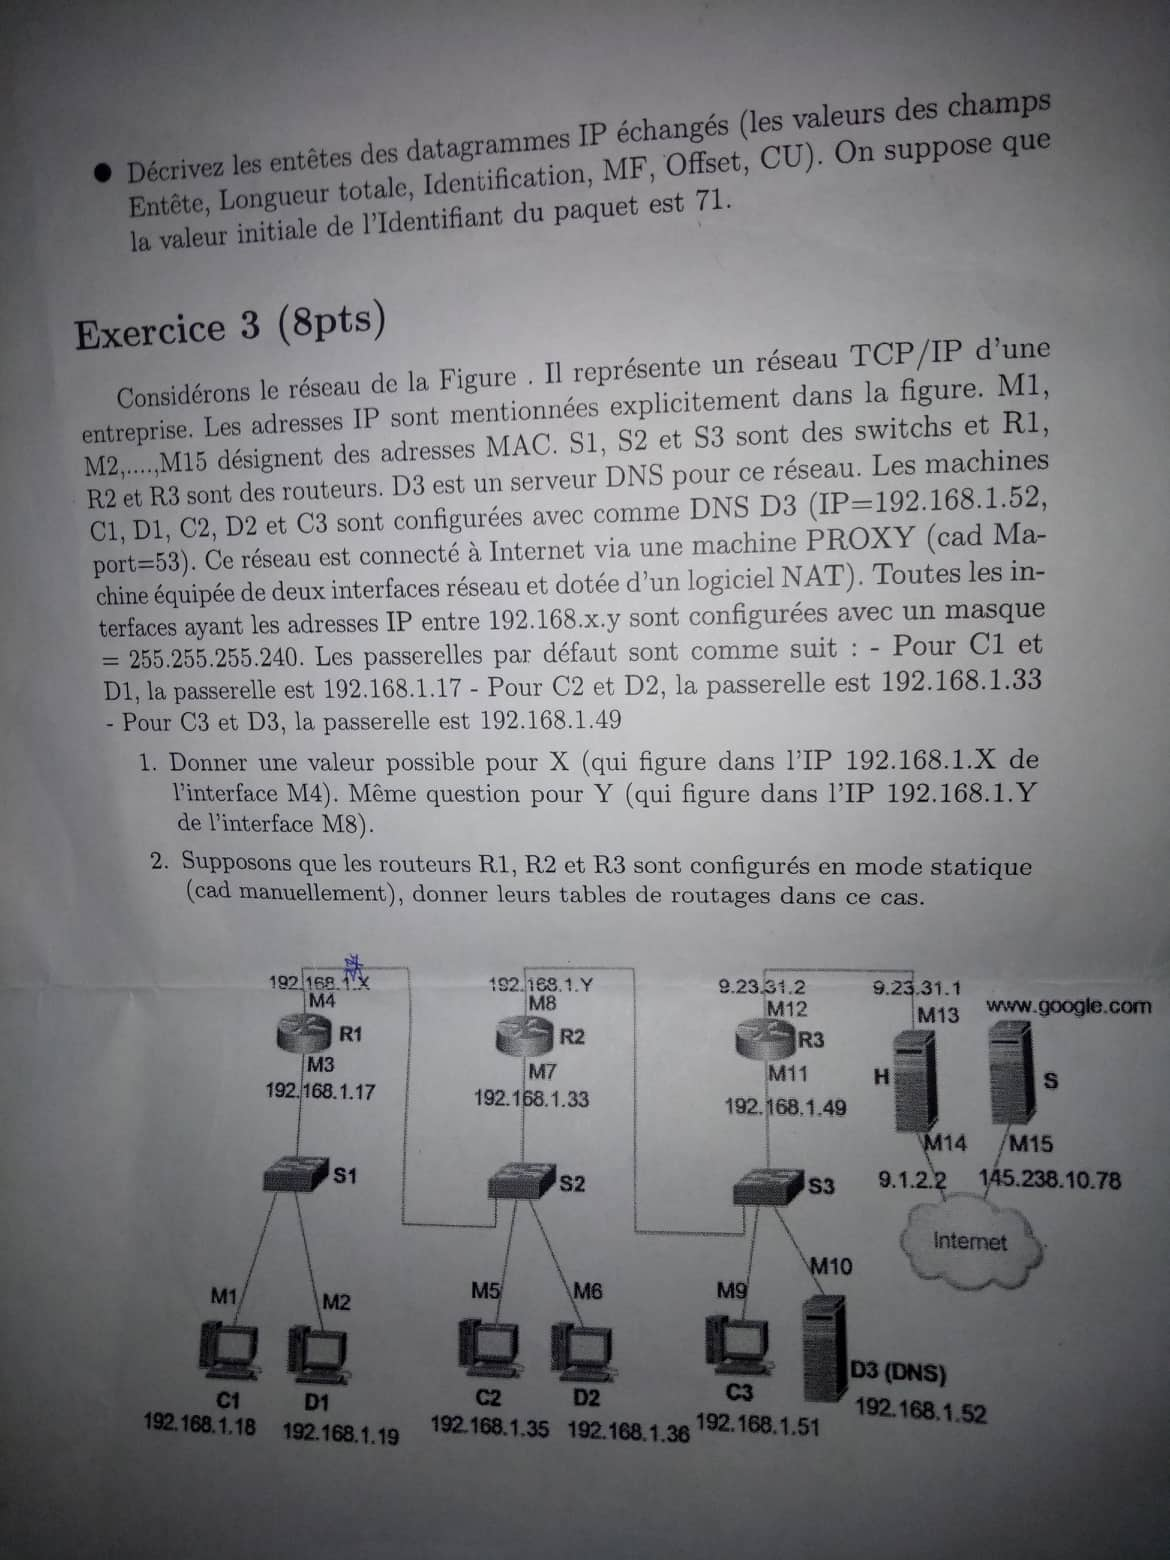 ● Décrivez les entêtes des datagrammes IP échangés (les valeurs des champs
Entête, Longueur totale, Identification, MF, Offset, CU). On suppose que
la valeur initiale de l'Identifiant du paquet est 71.
Exercice 3 (8pts)
Considérons le réseau de la Figure . Il représente un réseau TCP/IP d'une
entreprise. Les adresses IP sont mentionnées explicitement dans la figure. M1,
M2,....,M15 désignent des adresses MAC. S1, S2 et S3 sont des switchs et R1,
R2 et R3 sont des routeurs. D3 est un serveur DNS pour ce réseau. Les machines
C1, D1, C2, D2 et C3 sont configurées avec comme DNS D3 (IP=192.168.1.52,
port=53). Ce réseau est connecté à Internet via une machine PROXY (cad Ma-
chine équipée de deux interfaces réseau et dotée d'un logiciel NAT). Toutes les in-
terfaces ayant les adresses IP entre 192.168.x.y sont configurées avec un masque
= 255.255.255.240. Les passerelles par défaut sont comme suit : - Pour C1 et
D1, la passerelle est 192.168.1.17 - Pour C2 et D2, la passerelle est 192.168.1.33
- Pour C3 et D3, la passerelle est 192.168.1.49
1. Donner une valeur possible pour X (qui figure dans l'IP 192.168.1.X de
l'interface M4). Même question pour Y (qui figure dans l'IP 192.168.1.Y
de l'interface M8).
2. Supposons que les routeurs R1, R2 et R3 sont configurés en mode statique
(cad manuellement), donner leurs tables de routages dans ce cas.
192.168.1.X 192.168.1.Y 9.23.31.2 9.23.31.1
M4 M8 M12 M13 www.google.com
R1 R2 R3
M3 M7 M11 H S
192.168.1.17 192.168.1.33 192.168.1.49
M14 M15
S1 S2 S3 9.1.2.2 145.238.10.78
Internet
M1 M2 M5 M6 M9 M10
C1 D1 C2 D2 C3 D3 (DNS)
192.168.1.18 192.168.1.19 192.168.1.35 192.168.1.36 192.168.1.51 192.168.1.52